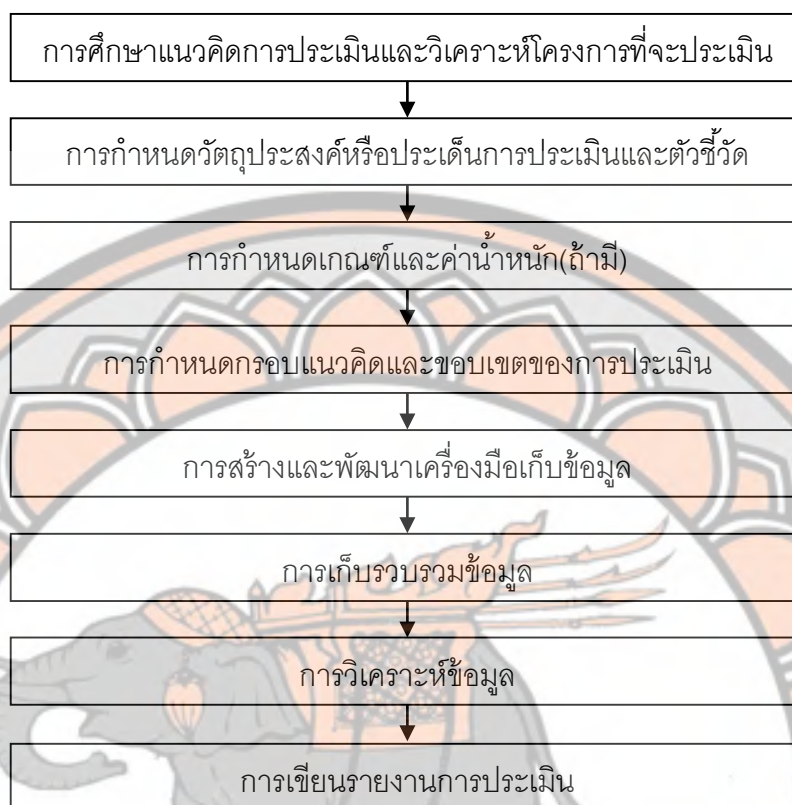 การศึกษาแนวคิดการประเมินและวิเคราะห์โครงการที่จะประเมิน
การกำหนดวัตถุประสงค์หรือประเด็นการประเมินและตัวชี้วัด
การกำหนดเกณฑ์และค่าน้ำหนัก(ถ้ามี)
การกำหนดกรอบแนวคิดและขอบเขตของการประเมิน
การสร้างและพัฒนาเครื่องมือเก็บข้อมูล
การเก็บรวบรวมข้อมูล
การวิเคราะห์ข้อมูล
การเขียนรายงานการประเมิน